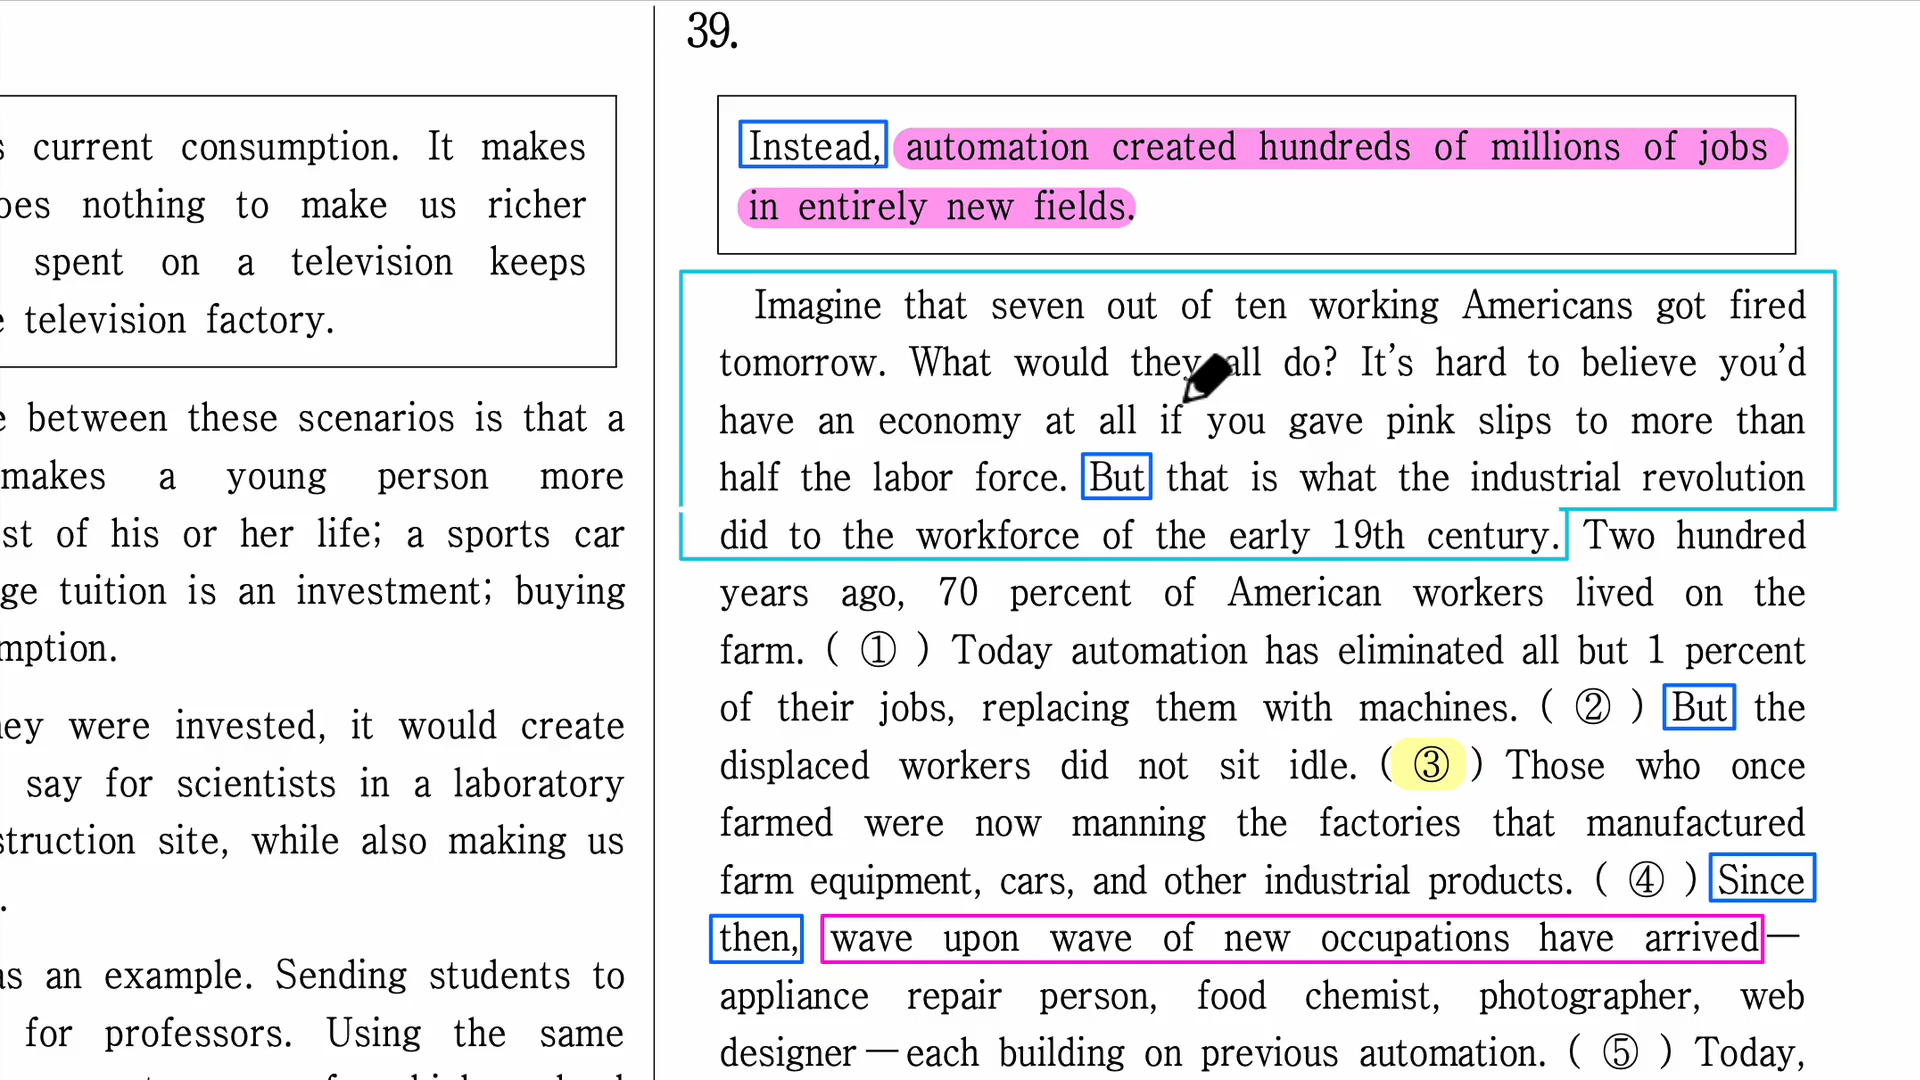 s current consumption. It makes
oes nothing to make us richer
spent on a television keeps
e television factory.
e between these scenarios is that a
makes a young person more
st of his or her life; a sports car
ge tuition is an investment; buying
mption.
hey were invested, it would create
say for scientists in a laboratory
struction site, while also making us
.
as an example. Sending students to
for professors. Using the same
39.
Instead, automation created hundreds of millions of jobs
in entirely new fields.
Imagine that seven out of ten working Americans got fired
tomorrow. What would they all do? It's hard to believe you'd
have an economy at all if you gave pink slips to more than
half the labor force. But that is what the industrial revolution
did to the workforce of the early 19th century. Two hundred
years ago, 70 percent of American workers lived on the
farm. ( ① ) Today automation has eliminated all but 1 percent
of their jobs, replacing them with machines. ( ② ) But the
displaced workers did not sit idle. ( ③ ) Those who once
farmed were now manning the factories that manufactured
farm equipment, cars, and other industrial products. ( ④ ) Since
then, wave upon wave of new occupations have arrived—
appliance repair person, food chemist, photographer, web
designer—each building on previous automation. ( ⑤ ) Today,